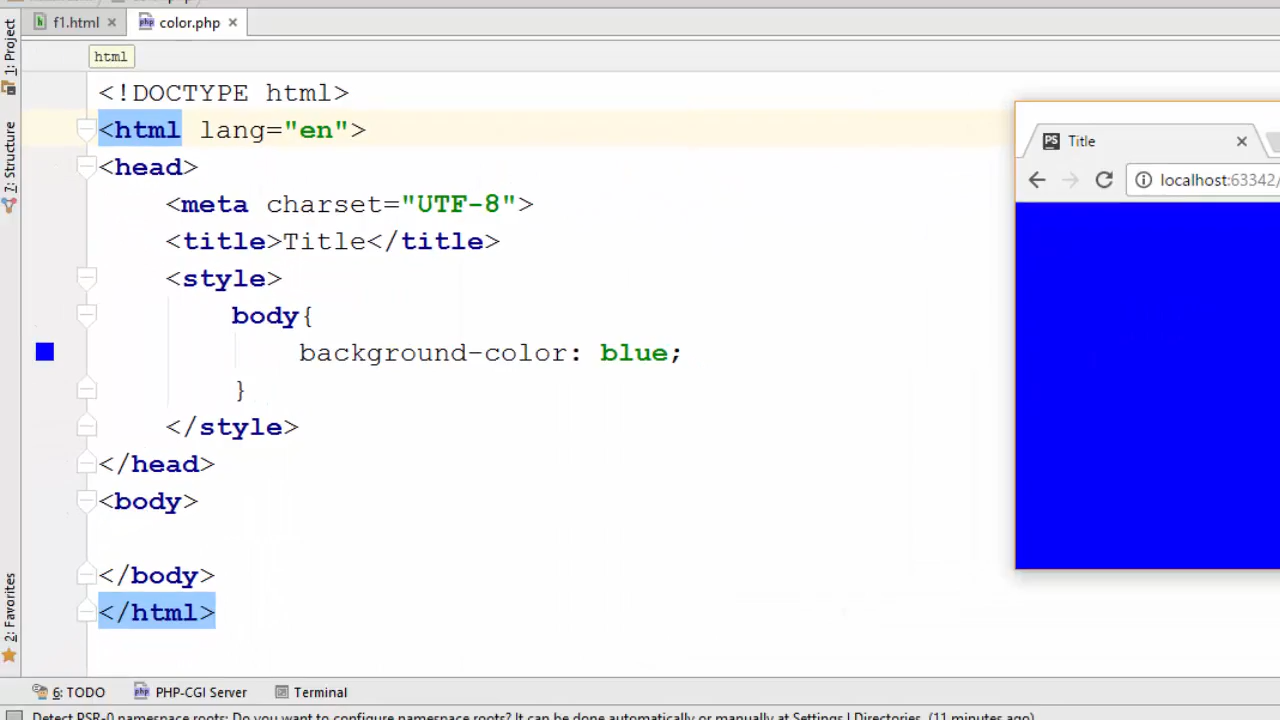 f1.html
color.php
1: Project
html
<!DOCTYPE html>
<html lang="en">
<head>
<meta charset="UTF-8">
<title>Title</title>
<style>
body{
background-color: blue;
}
</style>
</head>
<body>
</body>
</html>
7: Structure
2: Favorites
Title
localhost:63342/
6: TODO
PHP-CGI Server
Terminal
Detect PSR-0 namespace roots: Do you want to configure namespace roots? It can be done automatically or manually at Settings | Directories. (11 minutes ago)